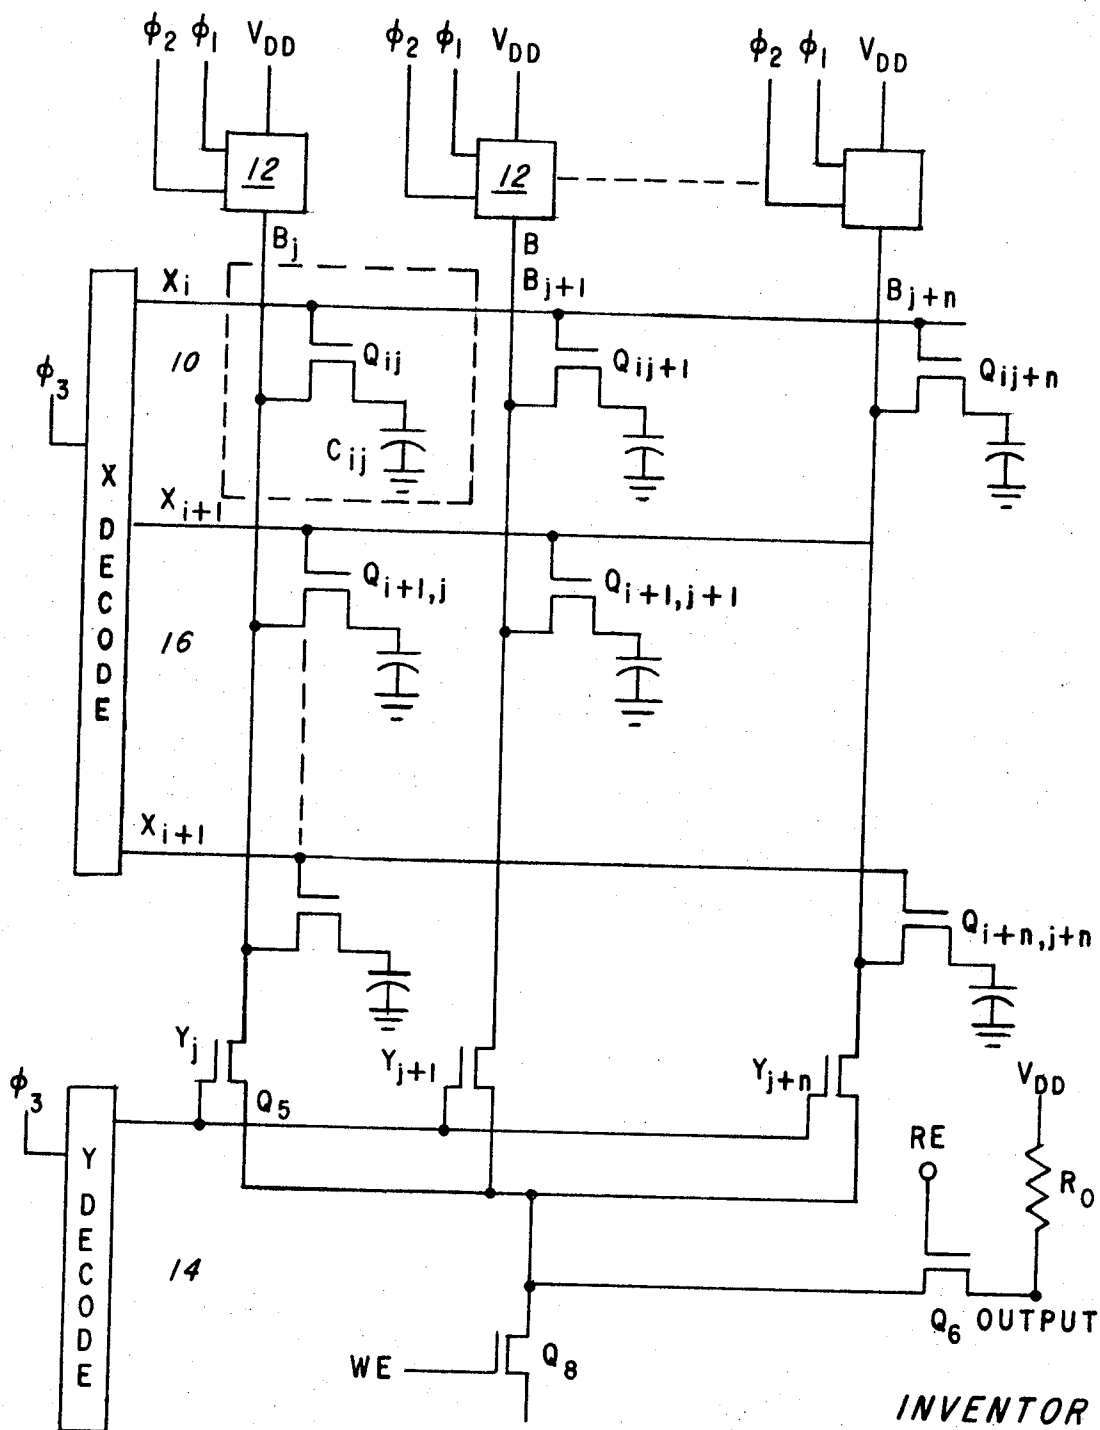 ϕ2 ϕ1 VDD ϕ2 ϕ1 VDD ϕ2 ϕ1 VDD
12 12
Bj B
Xi Bj+1 Bj+n
10 Qij Qij+1 Qij+n
ϕ3
Cij
X DECODE
Xi+1
Qi+1,j Qi+1,j+1
16
Xi+1
Qi+n,j+n
Yj Yj+1 Yj+n VDD
ϕ3 Q5
RE
RO
Y DECODE
14
Q6 OUTPUT
WE Q8
INVENTOR